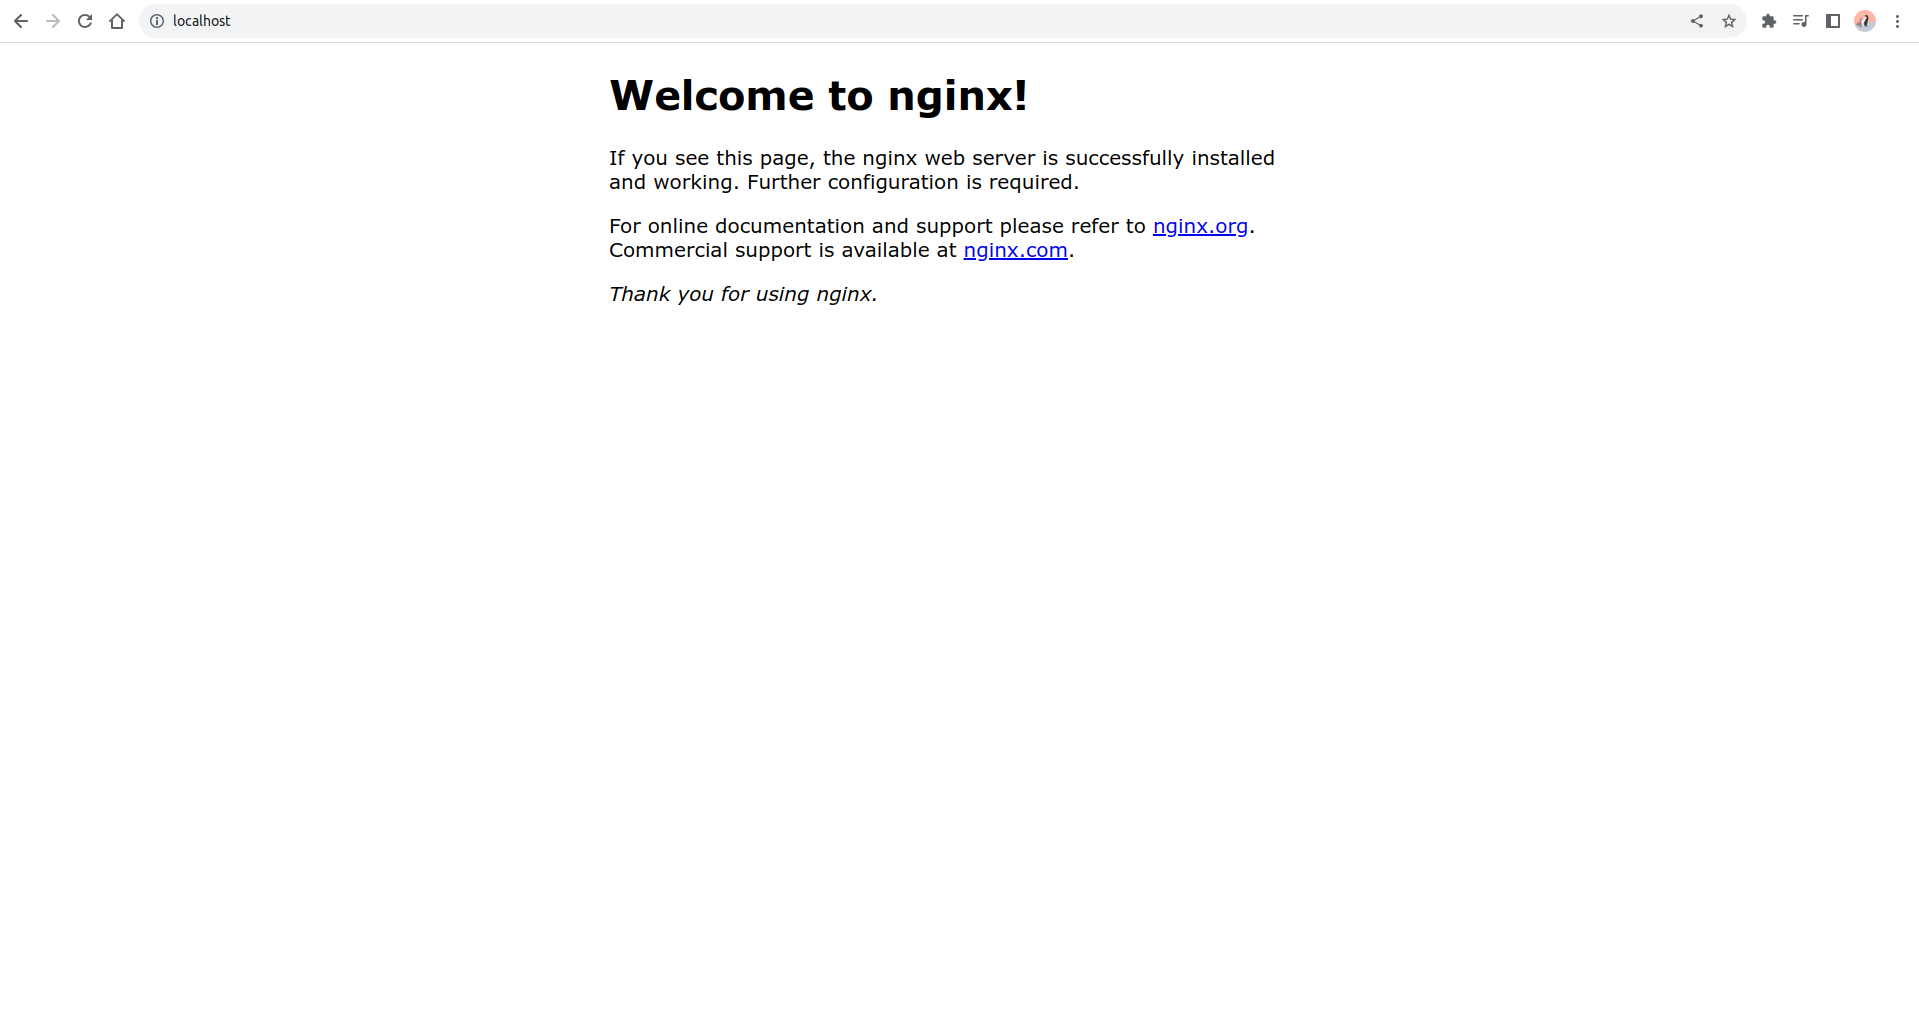 localhost
Welcome to nginx!
If you see this page, the nginx web server is successfully installed
and working. Further configuration is required.
For online documentation and support please refer to nginx.org.
Commercial support is available at nginx.com.
Thank you for using nginx.